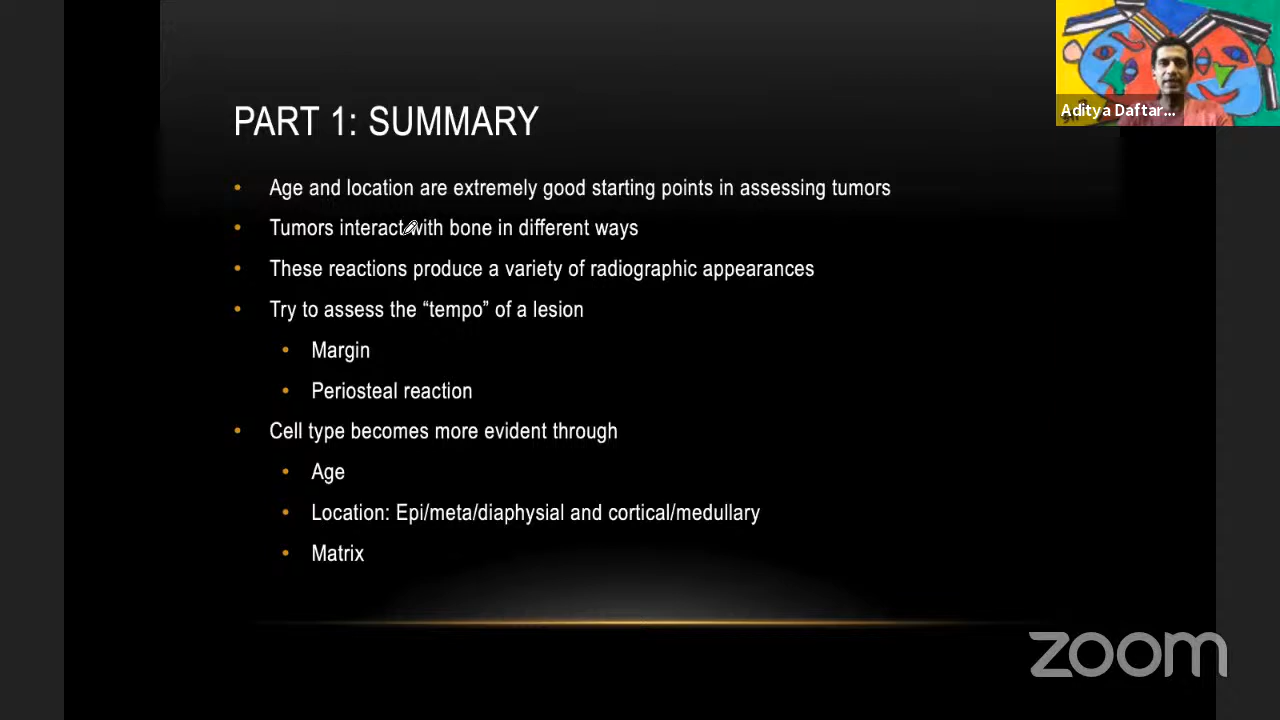 PART 1: SUMMARY
Aditya Daftar...
• Age and location are extremely good starting points in assessing tumors
• Tumors interact with bone in different ways
• These reactions produce a variety of radiographic appearances
• Try to assess the “tempo” of a lesion
• Margin
• Periosteal reaction
• Cell type becomes more evident through
• Age
• Location: Epi/meta/diaphysial and cortical/medullary
• Matrix
zoom